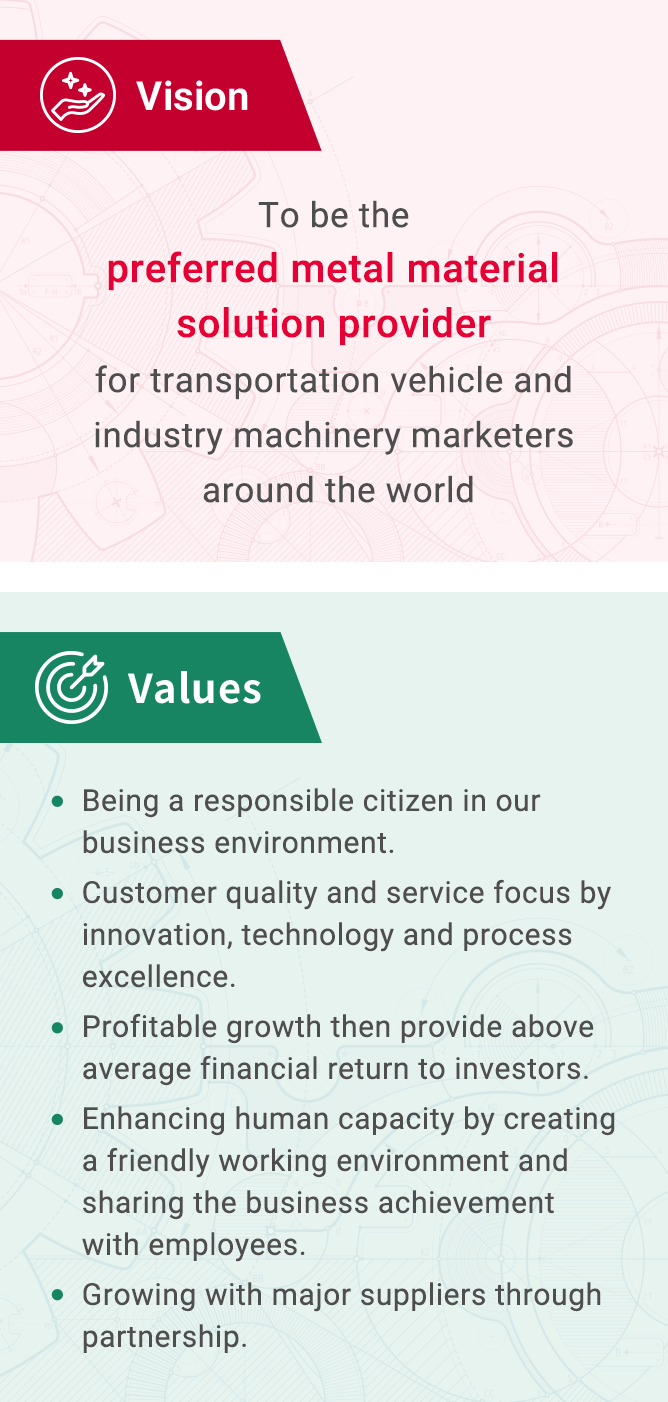 Vision
To be the
preferred metal material
solution provider
for transportation vehicle and
industry machinery marketers
around the world
Values
• Being a responsible citizen in our
business environment.
• Customer quality and service focus by
innovation, technology and process
excellence.
• Profitable growth then provide above
average financial return to investors.
• Enhancing human capacity by creating
a friendly working environment and
sharing the business achievement
with employees.
• Growing with major suppliers through
partnership.